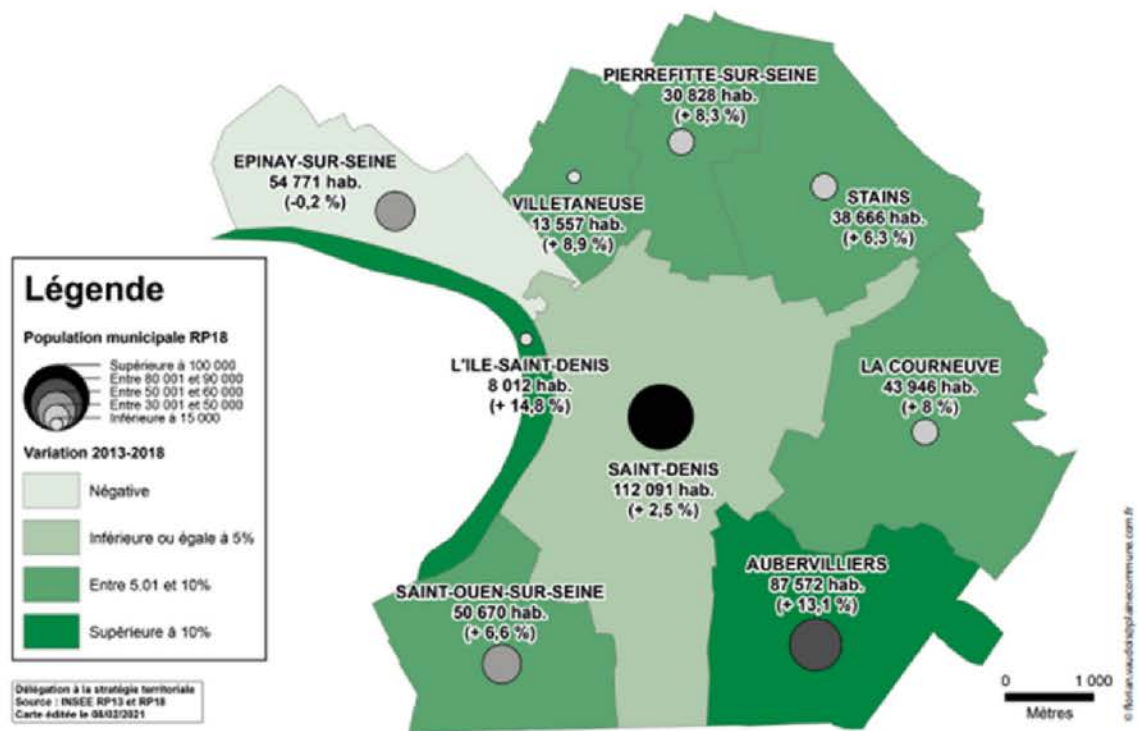 PIERREFITTE-SUR-SEINE
30 828 hab.
(+ 8,3 %)
EPINAY-SUR-SEINE
54 771 hab.
(-0,2 %)
VILLETANEUSE
13 557 hab.
(+ 8,9 %)
STAINS
38 666 hab.
(+ 6,3 %)
L'ILE-SAINT-DENIS
8 012 hab.
(+ 14,8 %)
LA COURNEUVE
43 946 hab.
(+ 8 %)
SAINT-DENIS
112 091 hab.
(+ 2,5 %)
SAINT-OUEN-SUR-SEINE
50 670 hab.
(+ 6,6 %)
AUBERVILLIERS
87 572 hab.
(+ 13,1 %)
Légende
Population municipale RP18
Supérieure à 100 000
Entre 80 001 et 90 000
Entre 50 001 et 60 000
Entre 30 001 et 50 000
Inférieure à 15 000
Variation 2013-2018
Négative
Inférieure ou égale à 5%
Entre 5.01 et 10%
Supérieure à 10%
Délégation à la stratégie territoriale
Source : INSEE RP13 et RP18
Carte éditée le 08/02/2021
0 1 000
Mètres
© florian.vaudois@plainecommune.com.fr